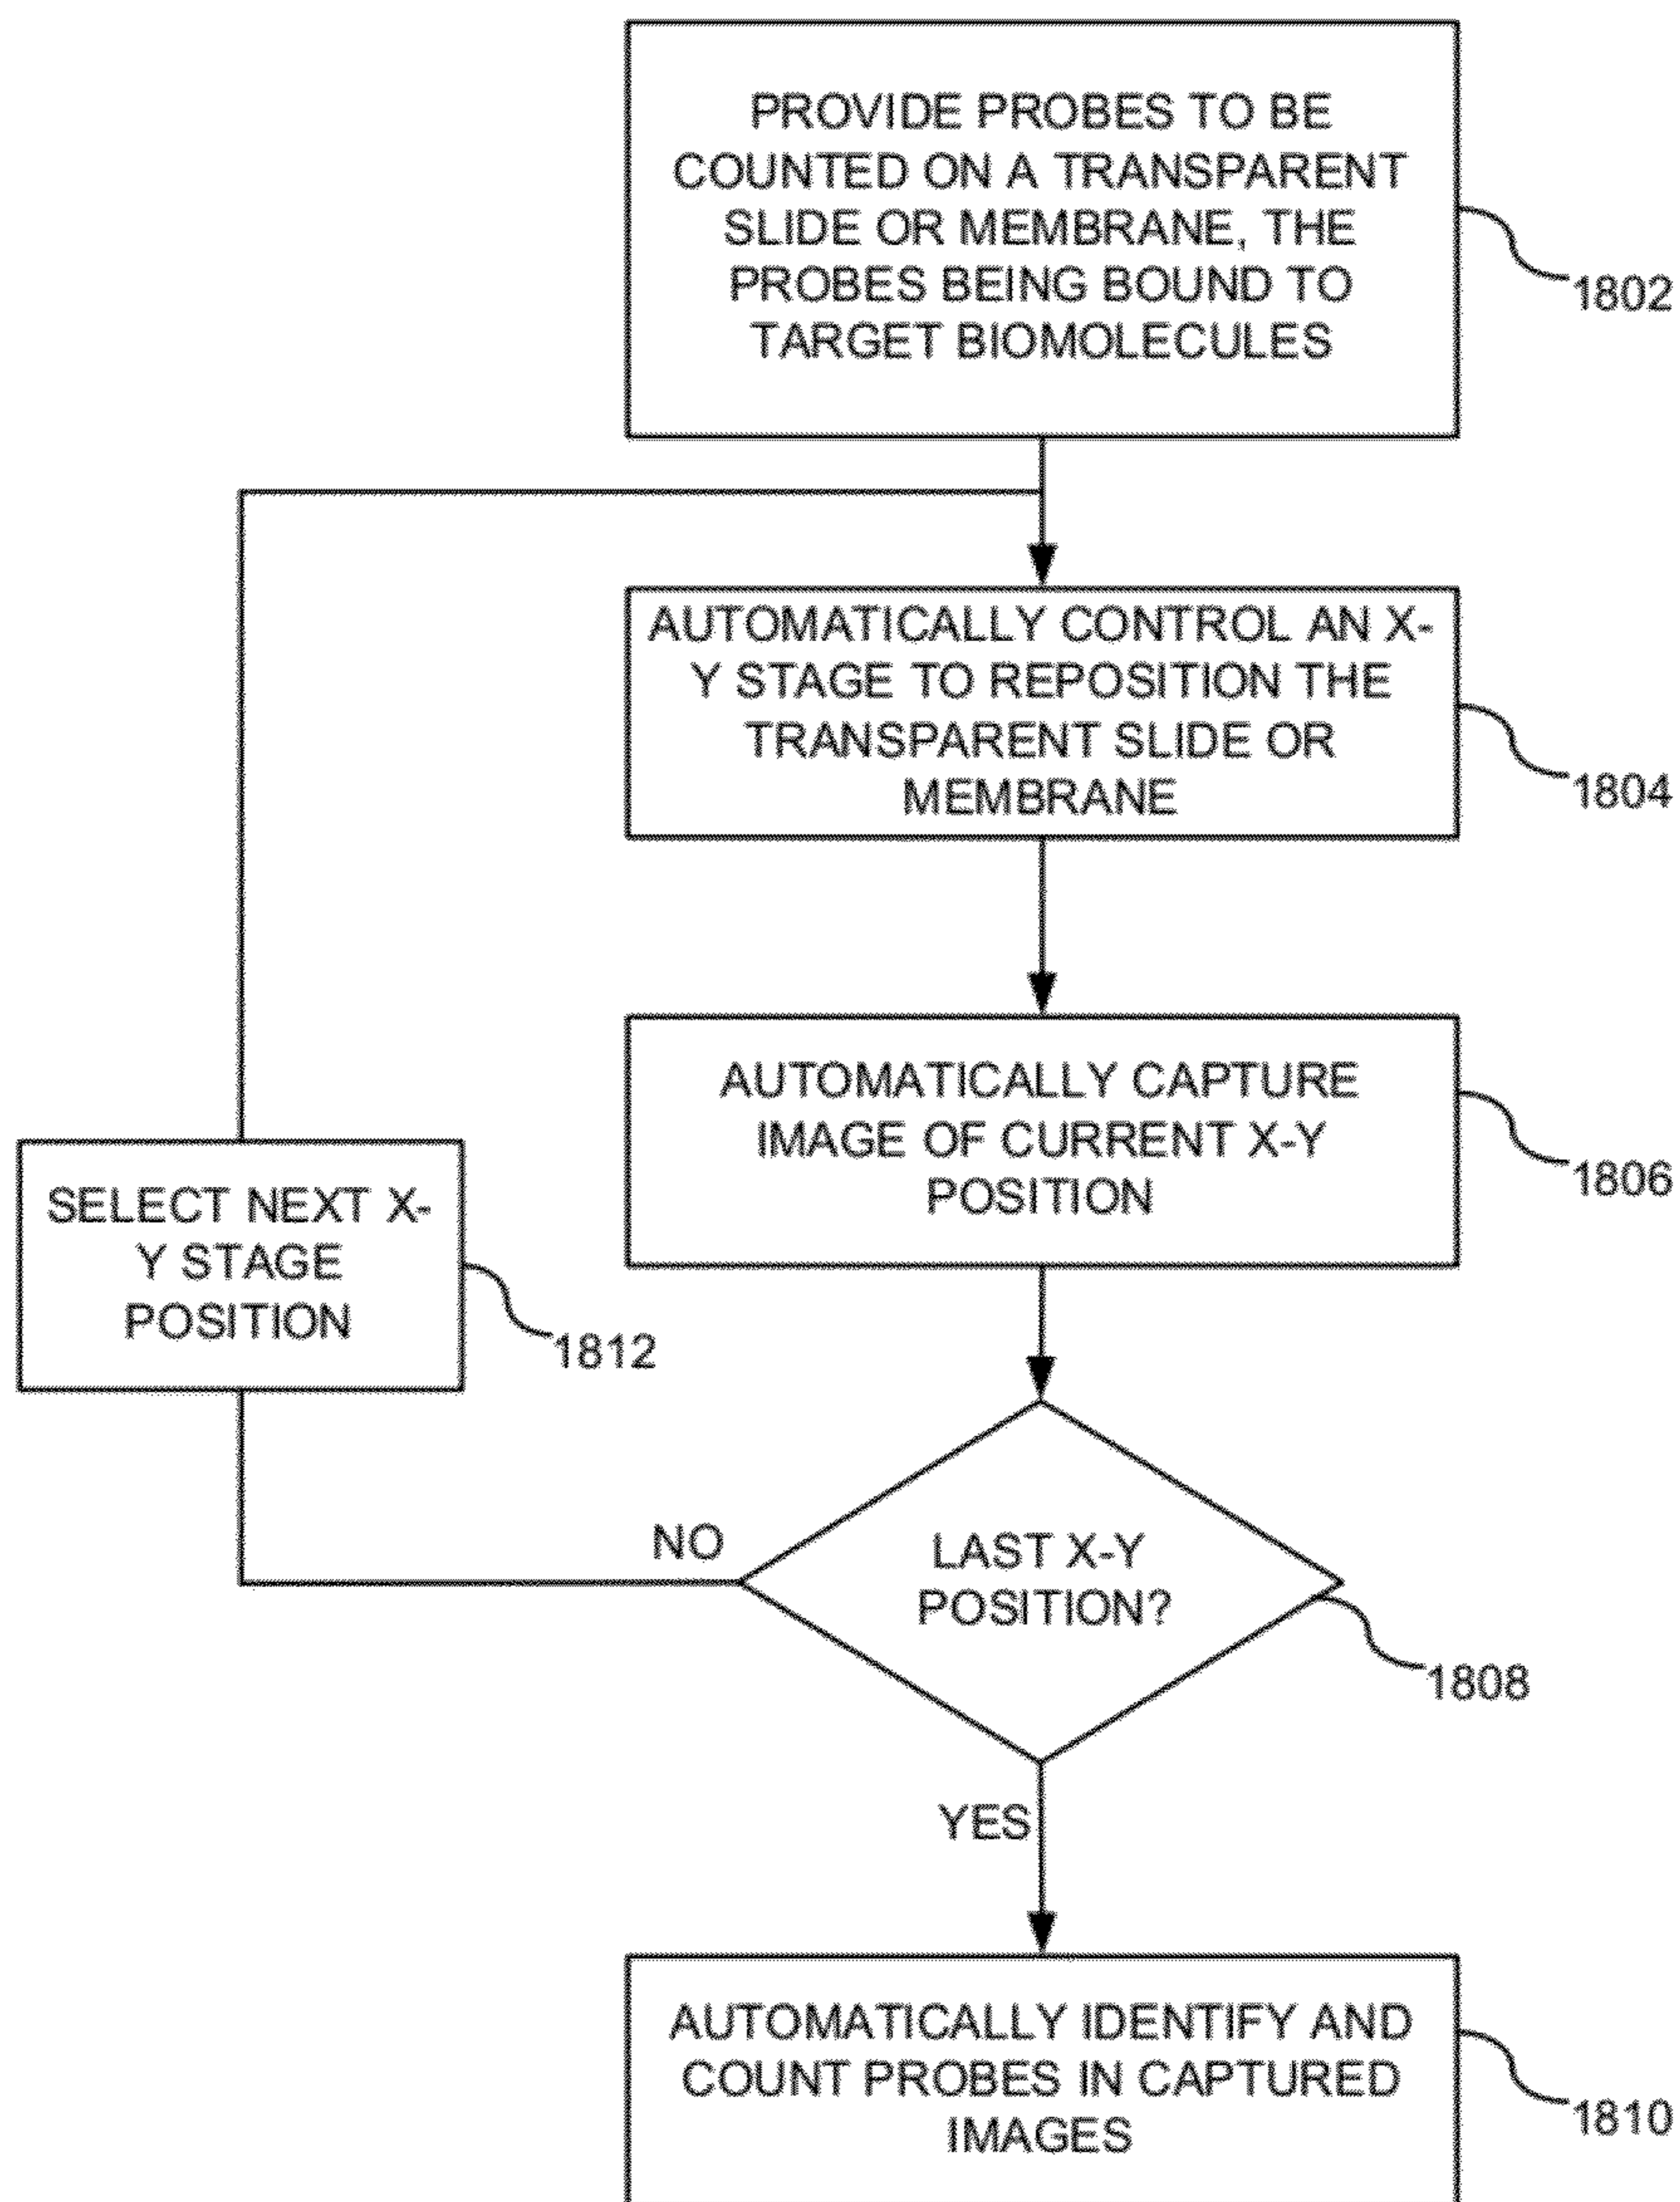 PROVIDE PROBES TO BE
COUNTED ON A TRANSPARENT
SLIDE OR MEMBRANE, THE
PROBES BEING BOUND TO
TARGET BIOMOLECULES
1802
AUTOMATICALLY CONTROL AN X-
Y STAGE TO REPOSITION THE
TRANSPARENT SLIDE OR
MEMBRANE
1804
AUTOMATICALLY CAPTURE
IMAGE OF CURRENT X-Y
POSITION
1806
SELECT NEXT X-
Y STAGE
POSITION
1812
NO
LAST X-Y
POSITION?
1808
YES
AUTOMATICALLY IDENTIFY AND
COUNT PROBES IN CAPTURED
IMAGES
1810